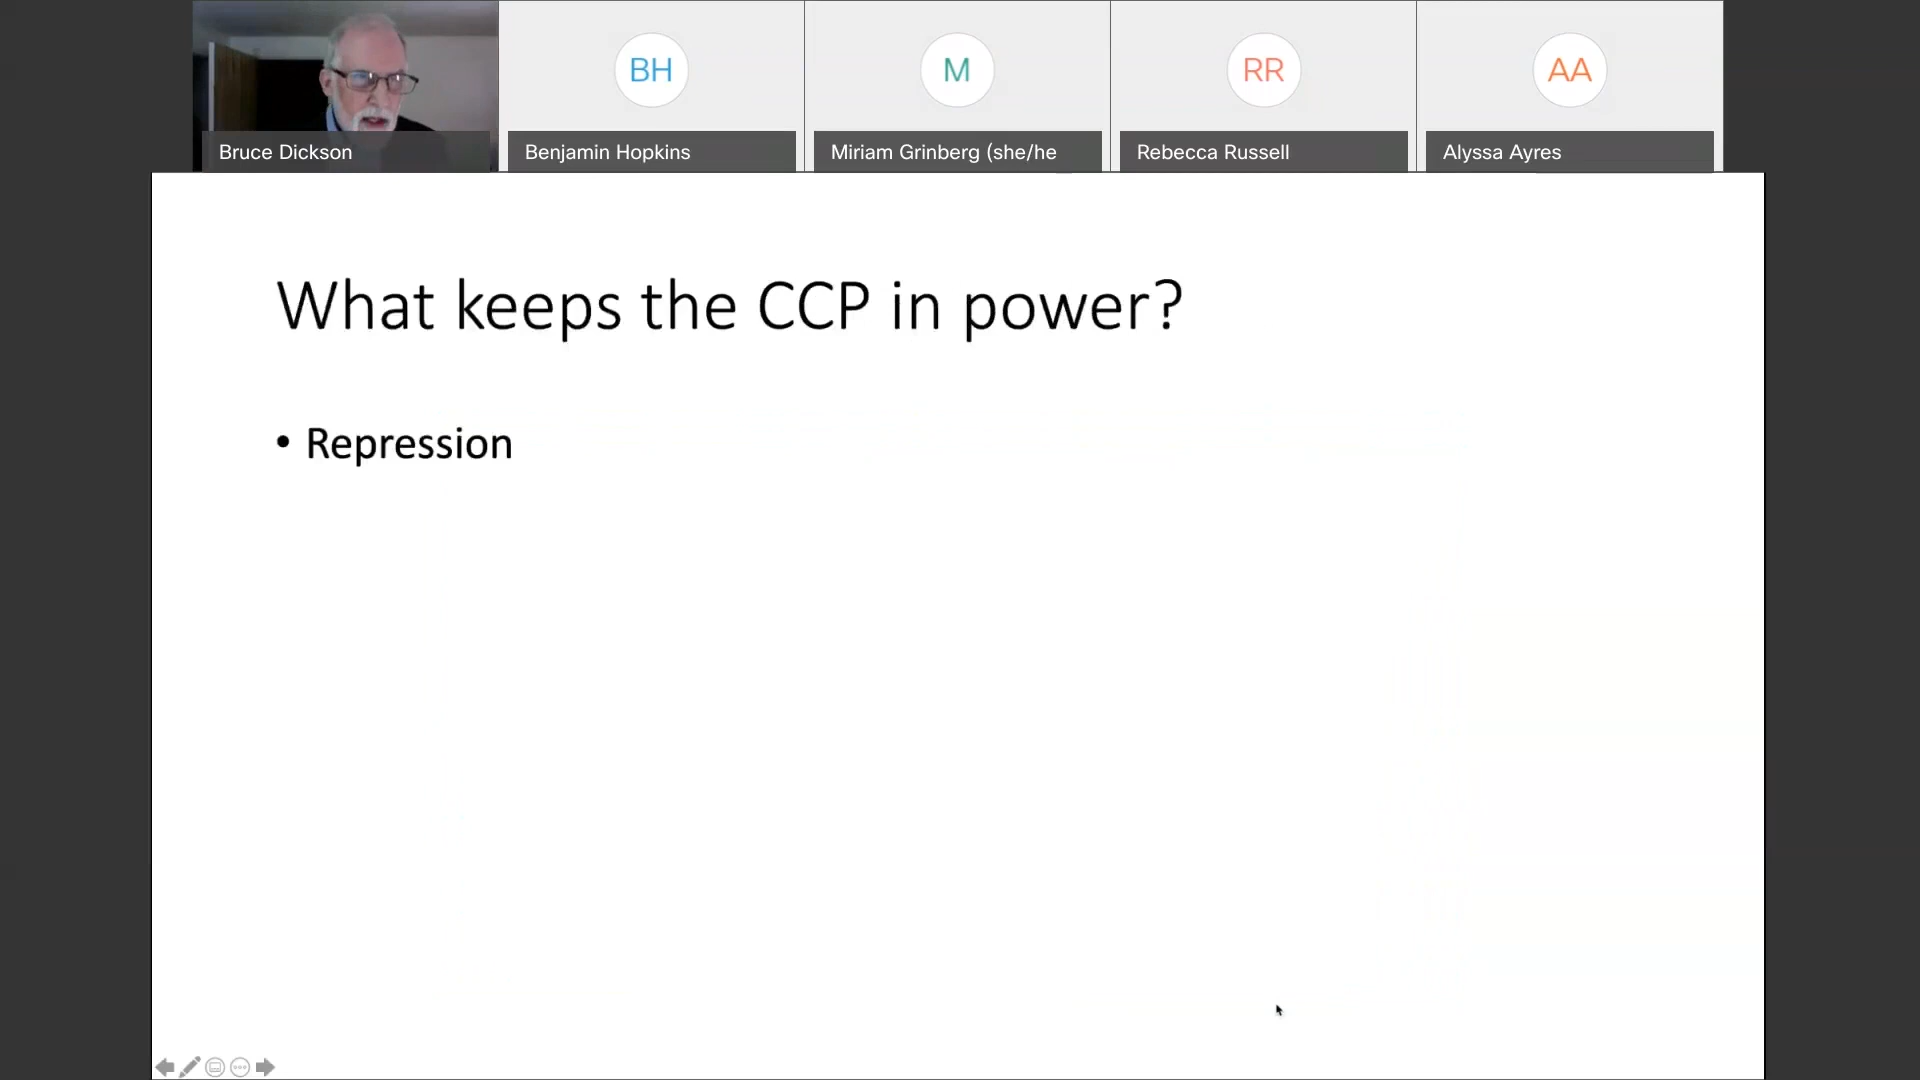 BH
M
RR
AA
Bruce Dickson
Benjamin Hopkins
Miriam Grinberg (she/he
Rebecca Russell
Alyssa Ayres
What keeps the CCP in power?
• Repression